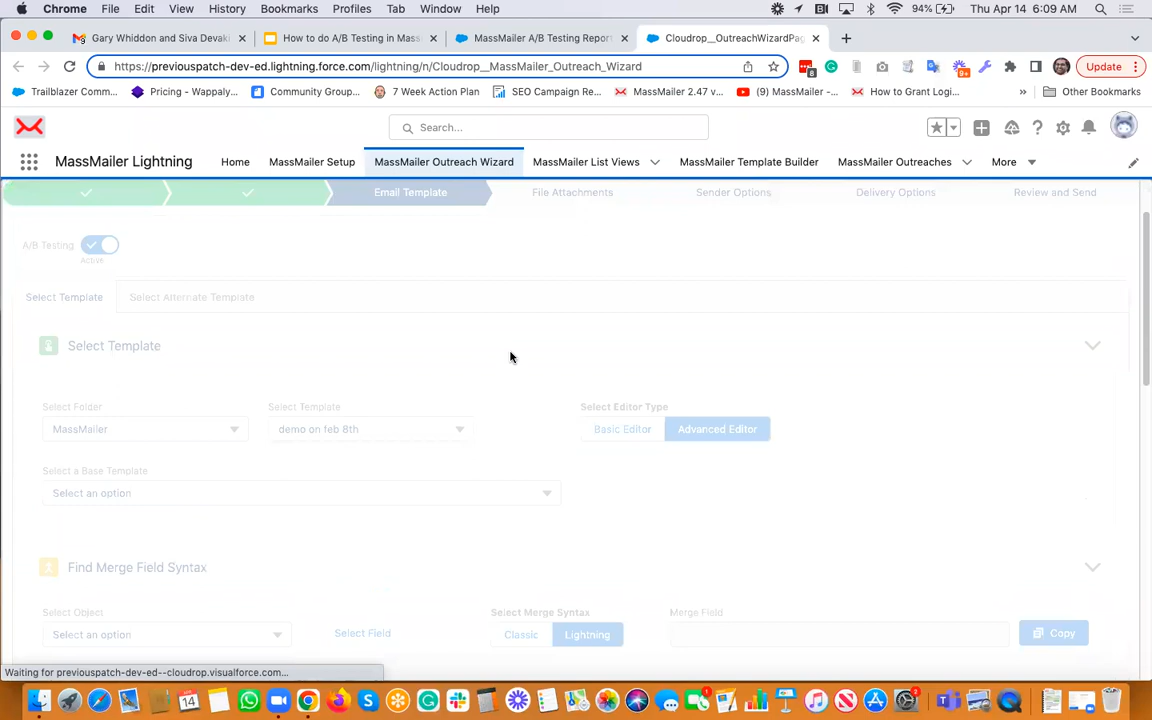 Chrome File Edit View History Bookmarks Profiles Tab Window Help 94% Thu Apr 14 6:09 AM
Gary Whiddon and Siva Devaki How to do A/B Testing in Mass MassMailer A/B Testing Report Cloudrop__OutreachWizardPag
https://previouspatch-dev-ed.lightning.force.com/lightning/n/Cloudrop__MassMailer_Outreach_Wizard 8 9+ Update
Trailblazer Comm... Pricing - Wappaly... Community Group... 7 Week Action Plan SEO Campaign Re... MassMailer 2.47 v... (9) MassMailer -... How to Grant Logi... » Other Bookmarks
Search...
MassMailer Lightning Home MassMailer Setup MassMailer Outreach Wizard MassMailer List Views MassMailer Template Builder MassMailer Outreaches More
Email Template File Attachments Sender Options Delivery Options Review and Send
A/B Testing
Active
Select Template Select Alternate Template
Select Template
Select Folder Select Template Select Editor Type
MassMailer demo on feb 8th Basic Editor Advanced Editor
Select a Base Template
Select an option
Find Merge Field Syntax
Select Object Select Merge Syntax Merge Field
Select an option Select Field Classic Lightning Copy
Waiting for previouspatch-dev-ed--cloudrop.visualforce.com...
14